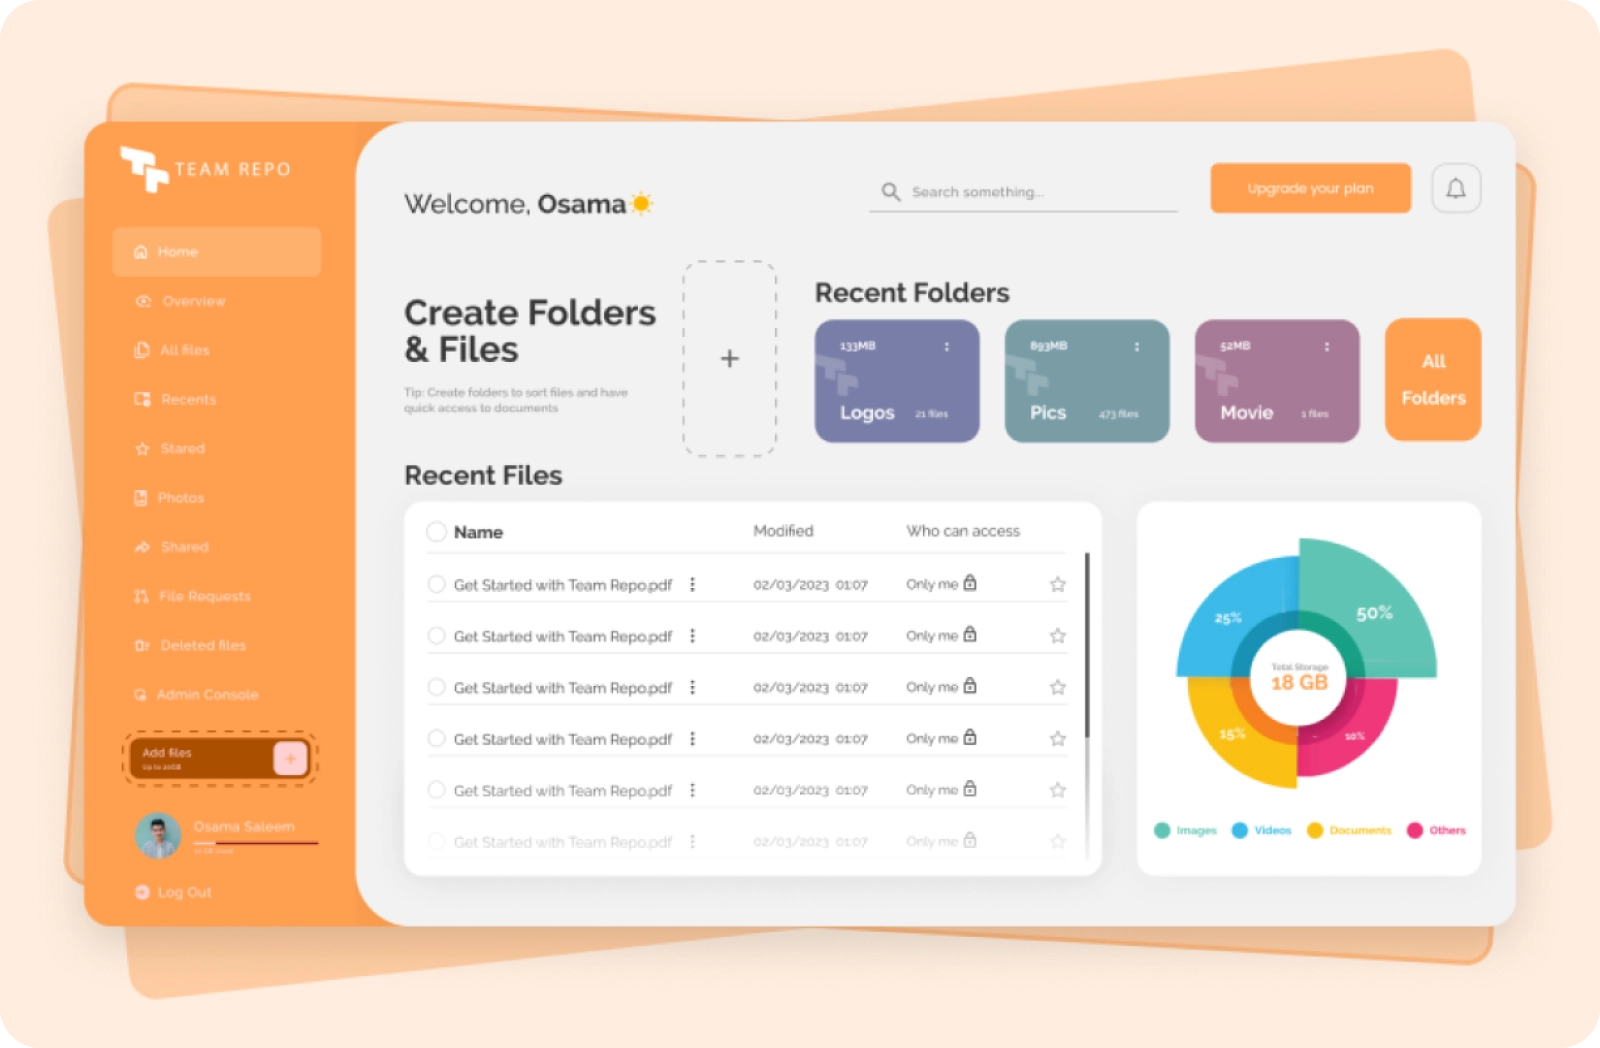 TEAM REPO
Home
Overview
All files
Recents
Stared
Photos
Shared
File Requests
Deleted files
Admin Console
Add files
Up to 20GB
+
Osama Saleem
Log Out
Welcome, Osama
Search something...
Upgrade your plan
Create Folders
& Files
Tip: Create folders to sort files and have
quick access to documents
+
Recent Folders
133MB
Logos 21 files
893MB
Pics 473 files
52MB
Movie 1 files
All
Folders
Recent Files
Name Modified Who can access
Get Started with Team Repo.pdf 02/03/2023 01:07 Only me
Get Started with Team Repo.pdf 02/03/2023 01:07 Only me
Get Started with Team Repo.pdf 02/03/2023 01:07 Only me
Get Started with Team Repo.pdf 02/03/2023 01:07 Only me
Get Started with Team Repo.pdf 02/03/2023 01:07 Only me
Get Started with Team Repo.pdf 02/03/2023 01:07 Only me
25%
50%
Total Storage
18 GB
15%
10%
Images Videos Documents Others